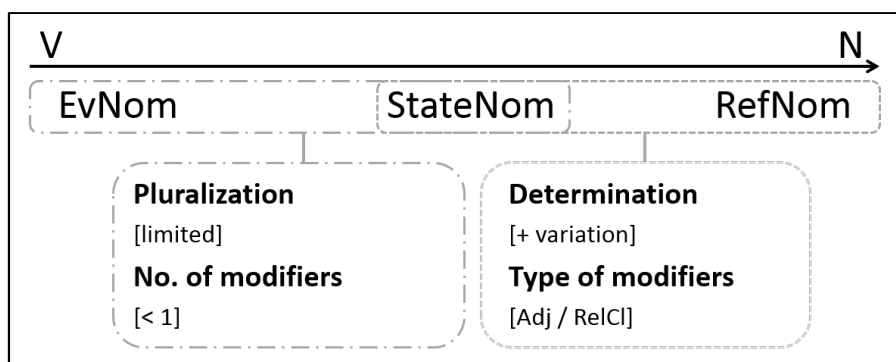 V N
EvNom StateNom RefNom
Pluralization
[limited]
No. of modifiers
[< 1]
Determination
[+ variation]
Type of modifiers
[Adj / RelCl]